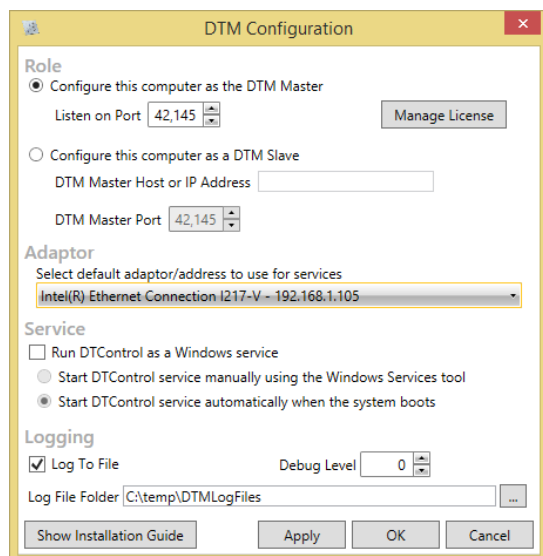 DTM Configuration
Role
Configure this computer as the DTM Master
Listen on Port 42,145 Manage License
Configure this computer as a DTM Slave
DTM Master Host or IP Address
DTM Master Port 42,145
Adaptor
Select default adaptor/address to use for services
Intel(R) Ethernet Connection I217-V - 192.168.1.105
Service
Run DTControl as a Windows service
Start DTControl service manually using the Windows Services tool
Start DTControl service automatically when the system boots
Logging
Log To File Debug Level 0
Log File Folder C:\temp\DTMLogFiles ...
Show Installation Guide Apply OK Cancel